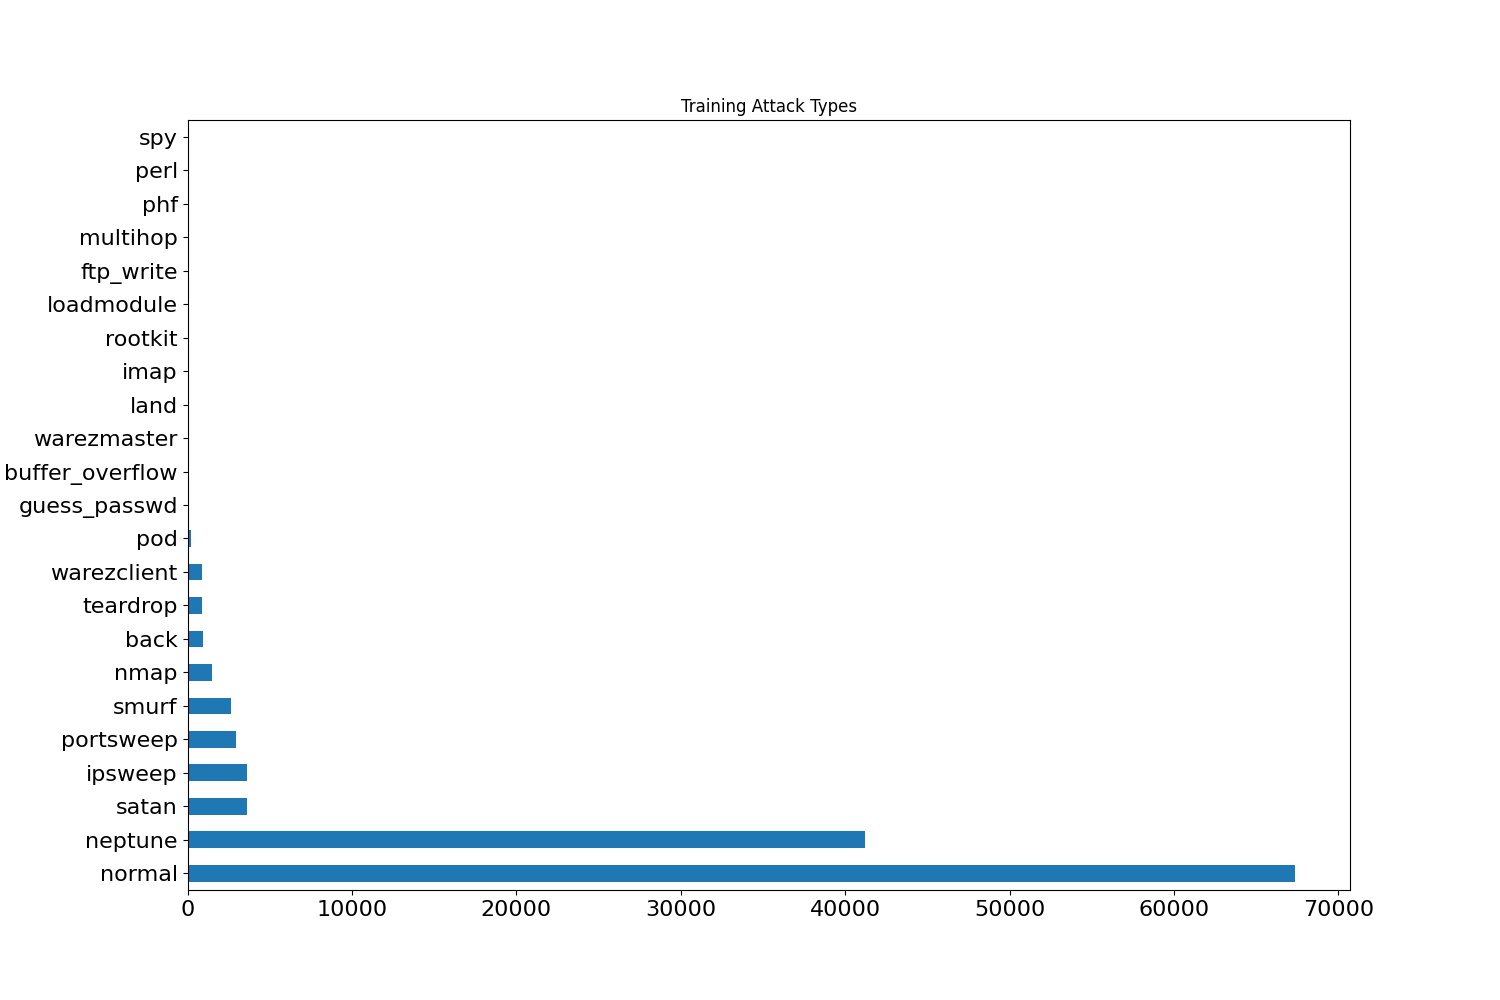 Training Attack Types
spy
perl
phf
multihop
ftp_write
loadmodule
rootkit
imap
land
warezmaster
buffer_overflow
guess_passwd
pod
warezclient
teardrop
back
nmap
smurf
portsweep
ipsweep
satan
neptune
normal
0 10000 20000 30000 40000 50000 60000 70000